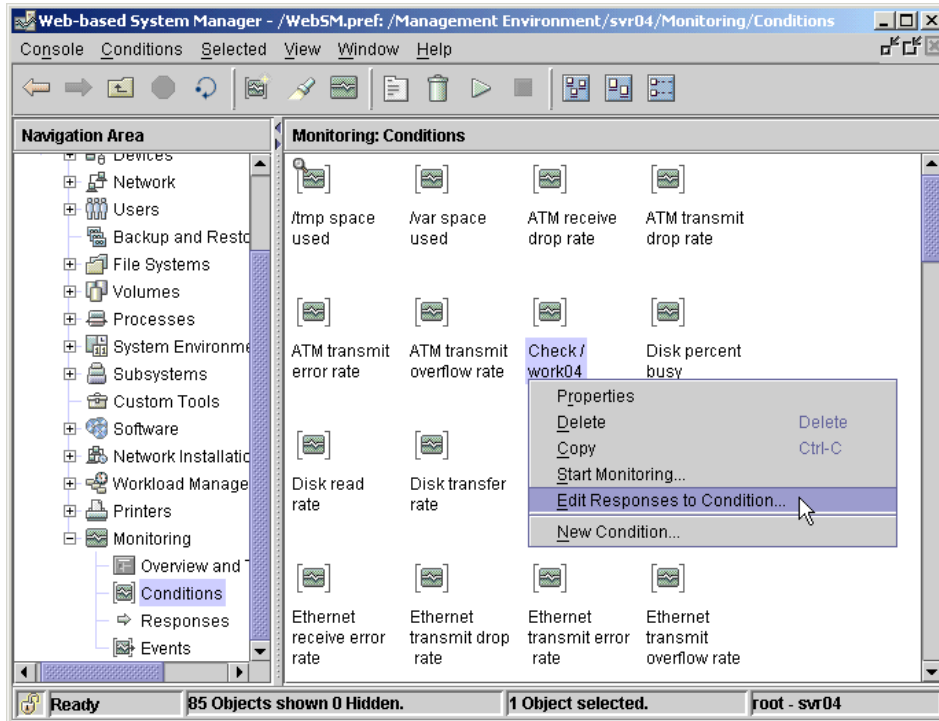 Web-based System Manager - /WebSM.pref: /Management Environment/svr04/Monitoring/Conditions
Console Conditions Selected View Window Help
Navigation Area
Devices
Network
Users
Backup and Resto
File Systems
Volumes
Processes
System Environme
Subsystems
Custom Tools
Software
Network Installatic
Workload Manage
Printers
Monitoring
Overview and T
Conditions
Responses
Events
Monitoring: Conditions
/tmp space used
/var space used
ATM receive drop rate
ATM transmit drop rate
ATM transmit error rate
ATM transmit overflow rate
Check / work04
Disk percent busy
Disk read rate
Disk transfer rate
Properties
Delete Delete
Copy Ctrl-C
Start Monitoring...
Edit Responses to Condition...
New Condition...
Ethernet receive error rate
Ethernet transmit drop rate
Ethernet transmit error rate
Ethernet transmit overflow rate
Ready
85 Objects shown 0 Hidden.
1 Object selected.
root - svr04